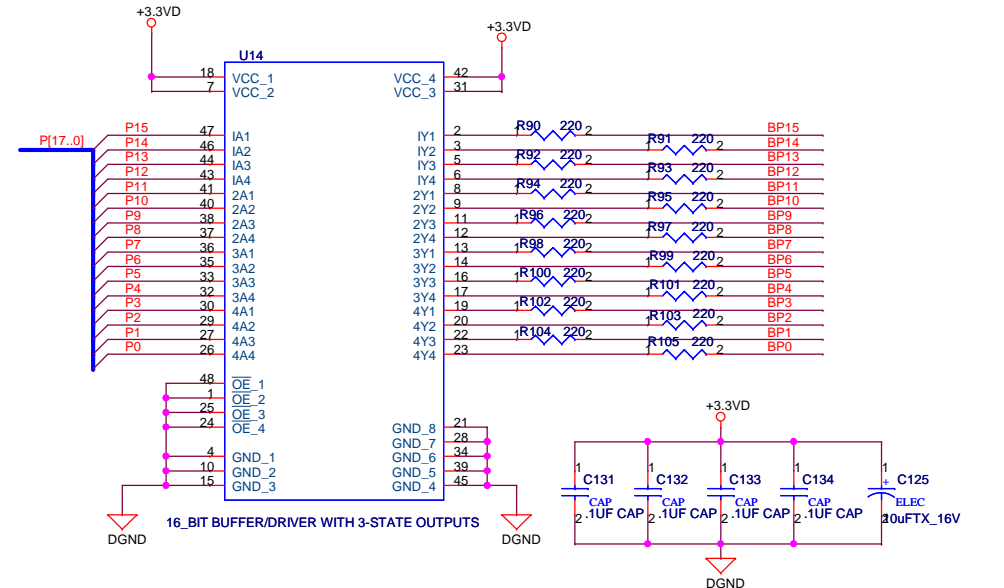 +3.3VD
+3.3VD
U14
18 VCC_1 VCC_4 42
7 VCC_2 VCC_3 31
P[17..0]
P15 47 IA1 IY1 2 1 R90 220 2 BP15
P14 46 IA2 IY2 3 1 R91 220 2 BP14
P13 44 IA3 IY3 5 1 R92 220 2 BP13
P12 43 IA4 IY4 6 1 R93 220 2 BP12
P11 41 2A1 2Y1 8 1 R94 220 2 BP11
P10 40 2A2 2Y2 9 1 R95 220 2 BP10
P9 38 2A3 2Y3 11 1 R96 220 2 BP9
P8 37 2A4 2Y4 12 1 R97 220 2 BP8
P7 36 3A1 3Y1 13 1 R98 220 2 BP7
P6 35 3A2 3Y2 14 1 R99 220 2 BP6
P5 33 3A3 3Y3 16 1 R100 220 2 BP5
P4 32 3A4 3Y4 17 1 R101 220 2 BP4
P3 30 4A1 4Y1 19 1 R102 220 2 BP3
P2 29 4A2 4Y2 20 1 R103 220 2 BP2
P1 27 4A3 4Y3 22 1 R104 220 2 BP1
P0 26 4A4 4Y4 23 1 R105 220 2 BP0
48 OE_1
1 OE_2
25 OE_3
24 OE_4
GND_8 21
GND_7 28
4 GND_1 GND_6 34
10 GND_2 GND_5 39
15 GND_3 GND_4 45
16_BIT BUFFER/DRIVER WITH 3-STATE OUTPUTS
DGND
DGND
+3.3VD
1 1 1 1 1
C131 C132 C133 C134 + C125
CAP CAP CAP CAP ELEC
2 .1UF CAP 2 .1UF CAP 2 .1UF CAP 2 .1UF CAP 2 10uFTX_16V
DGND